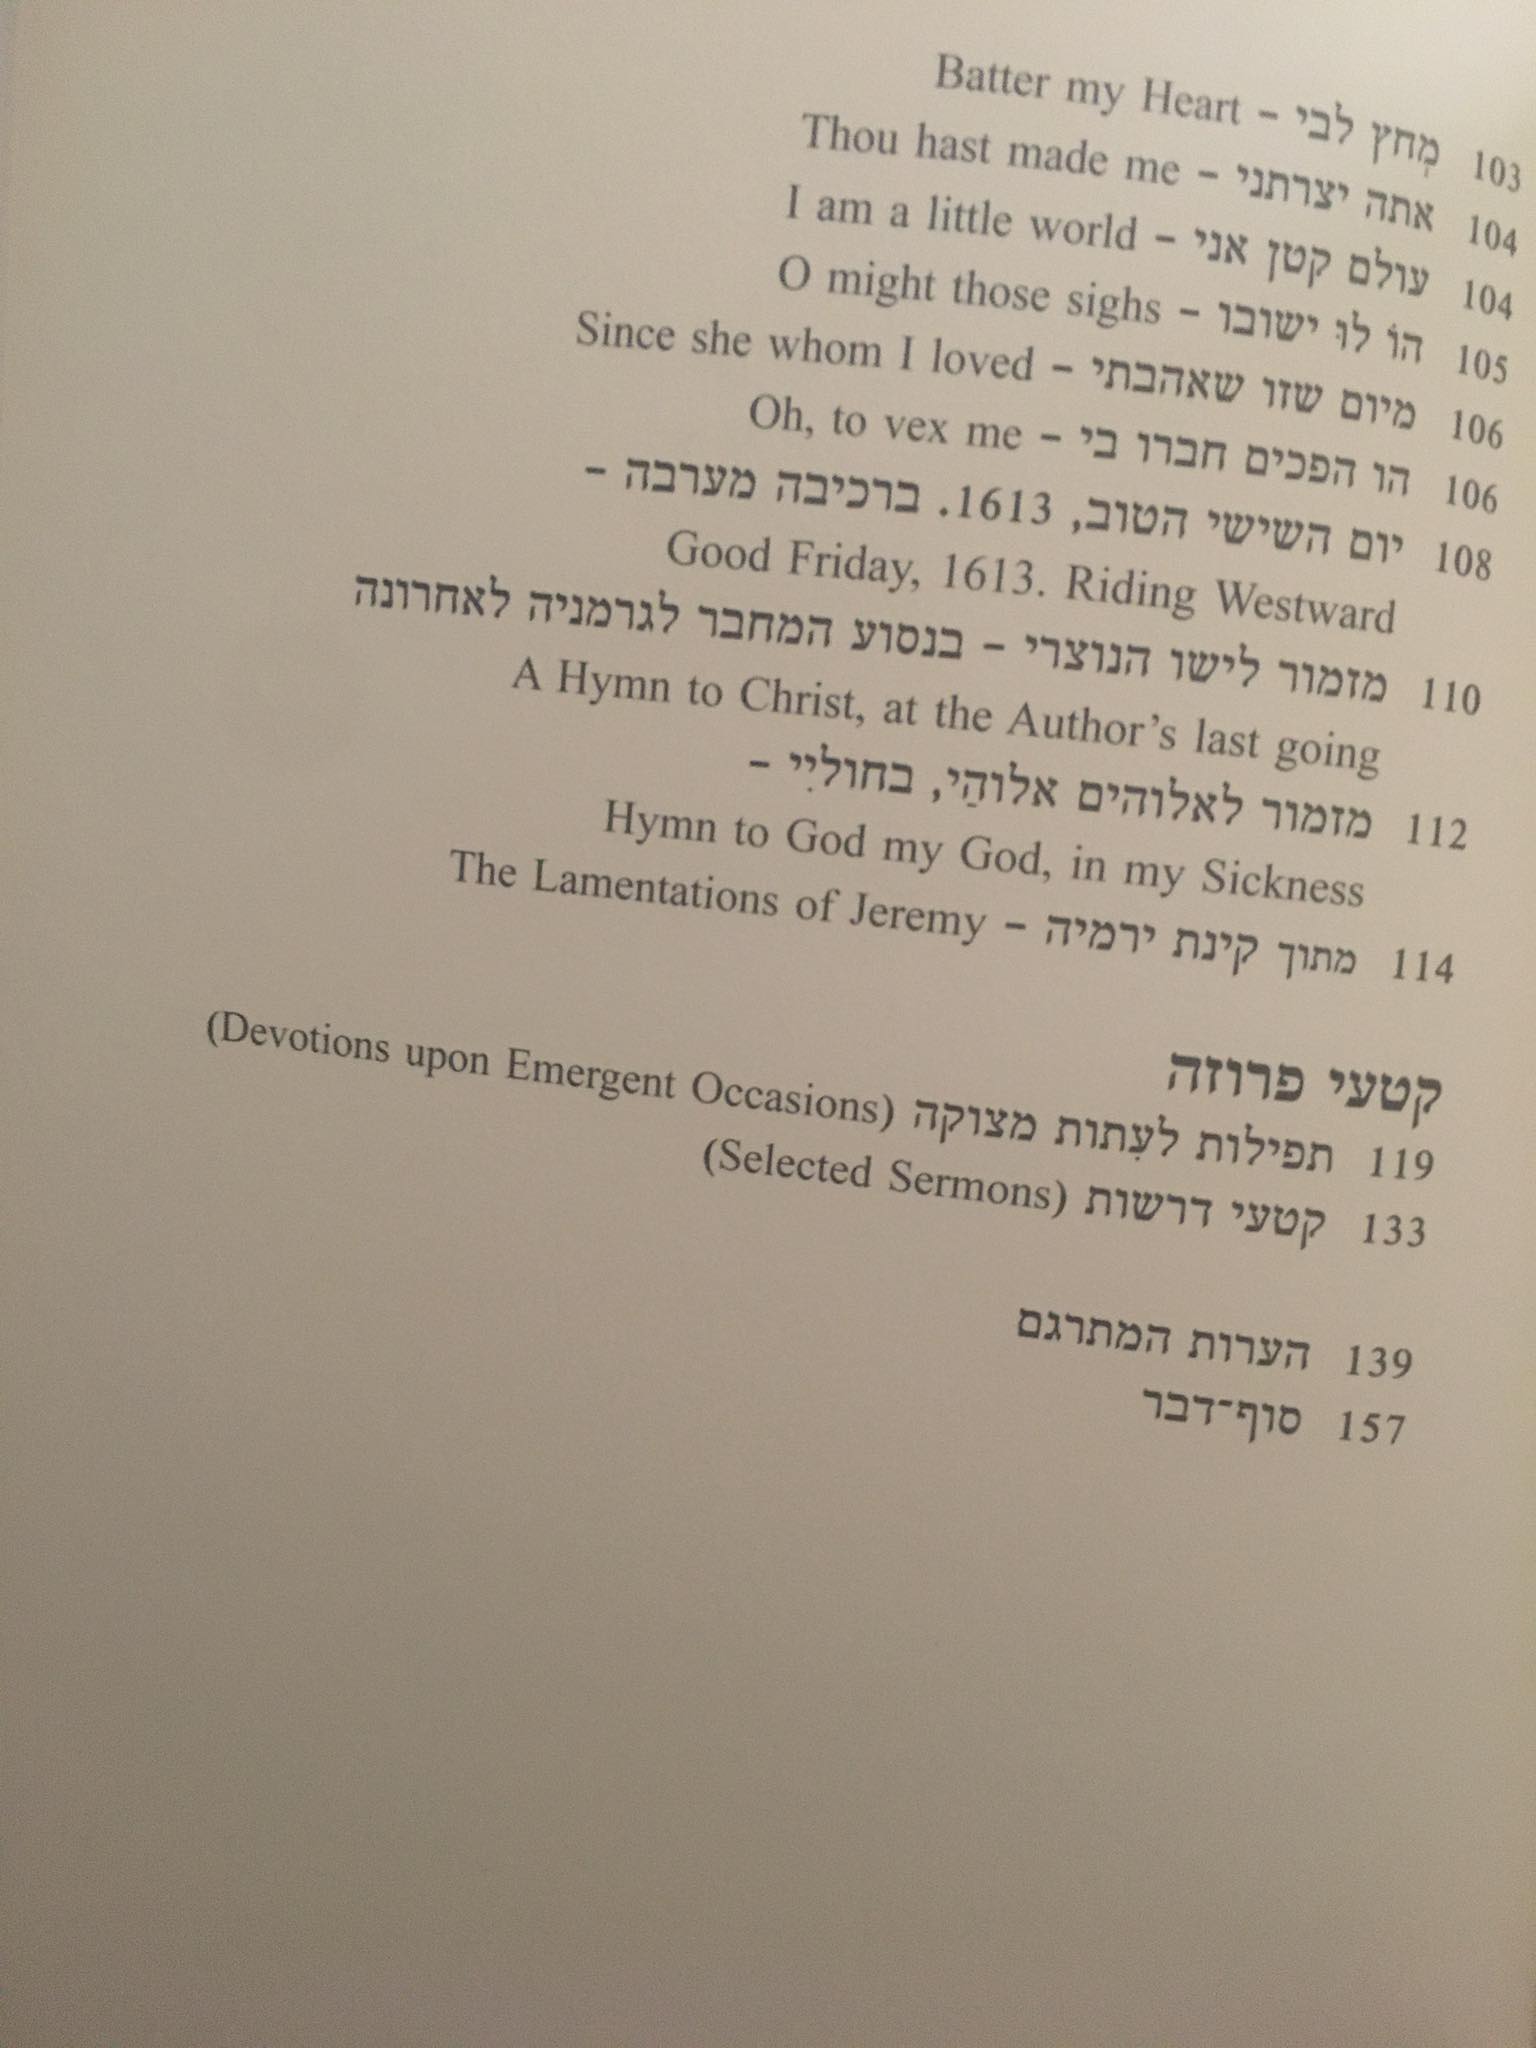 103 מְחץ לבי – Batter my Heart
104 אתה יצרתני – Thou hast made me
104 עולם קטן אני – I am a little world
105 הוֹ לוּ ישובו – O might those sighs
106 מיום שזו שאהבתי – Since she whom I loved
106 הו הפכים חברו בי – Oh, to vex me
108 יום השישי הטוב, 1613. ברכיבה מערבה –
Good Friday, 1613. Riding Westward
110 מזמור לישו הנוצרי – בנסוע המחבר לגרמניה לאחרונה
A Hymn to Christ, at the Author's last going
112 מזמור לאלוהים אלוהַי, בחוליִי –
Hymn to God my God, in my Sickness
114 מתוך קינת ירמיה – The Lamentations of Jeremy
קטעי פרוזה
119 תפילות לעִתות מצוקה (Devotions upon Emergent Occasions)
133 קטעי דרשות (Selected Sermons)
139 הערות המתרגם
157 סוף־דבר